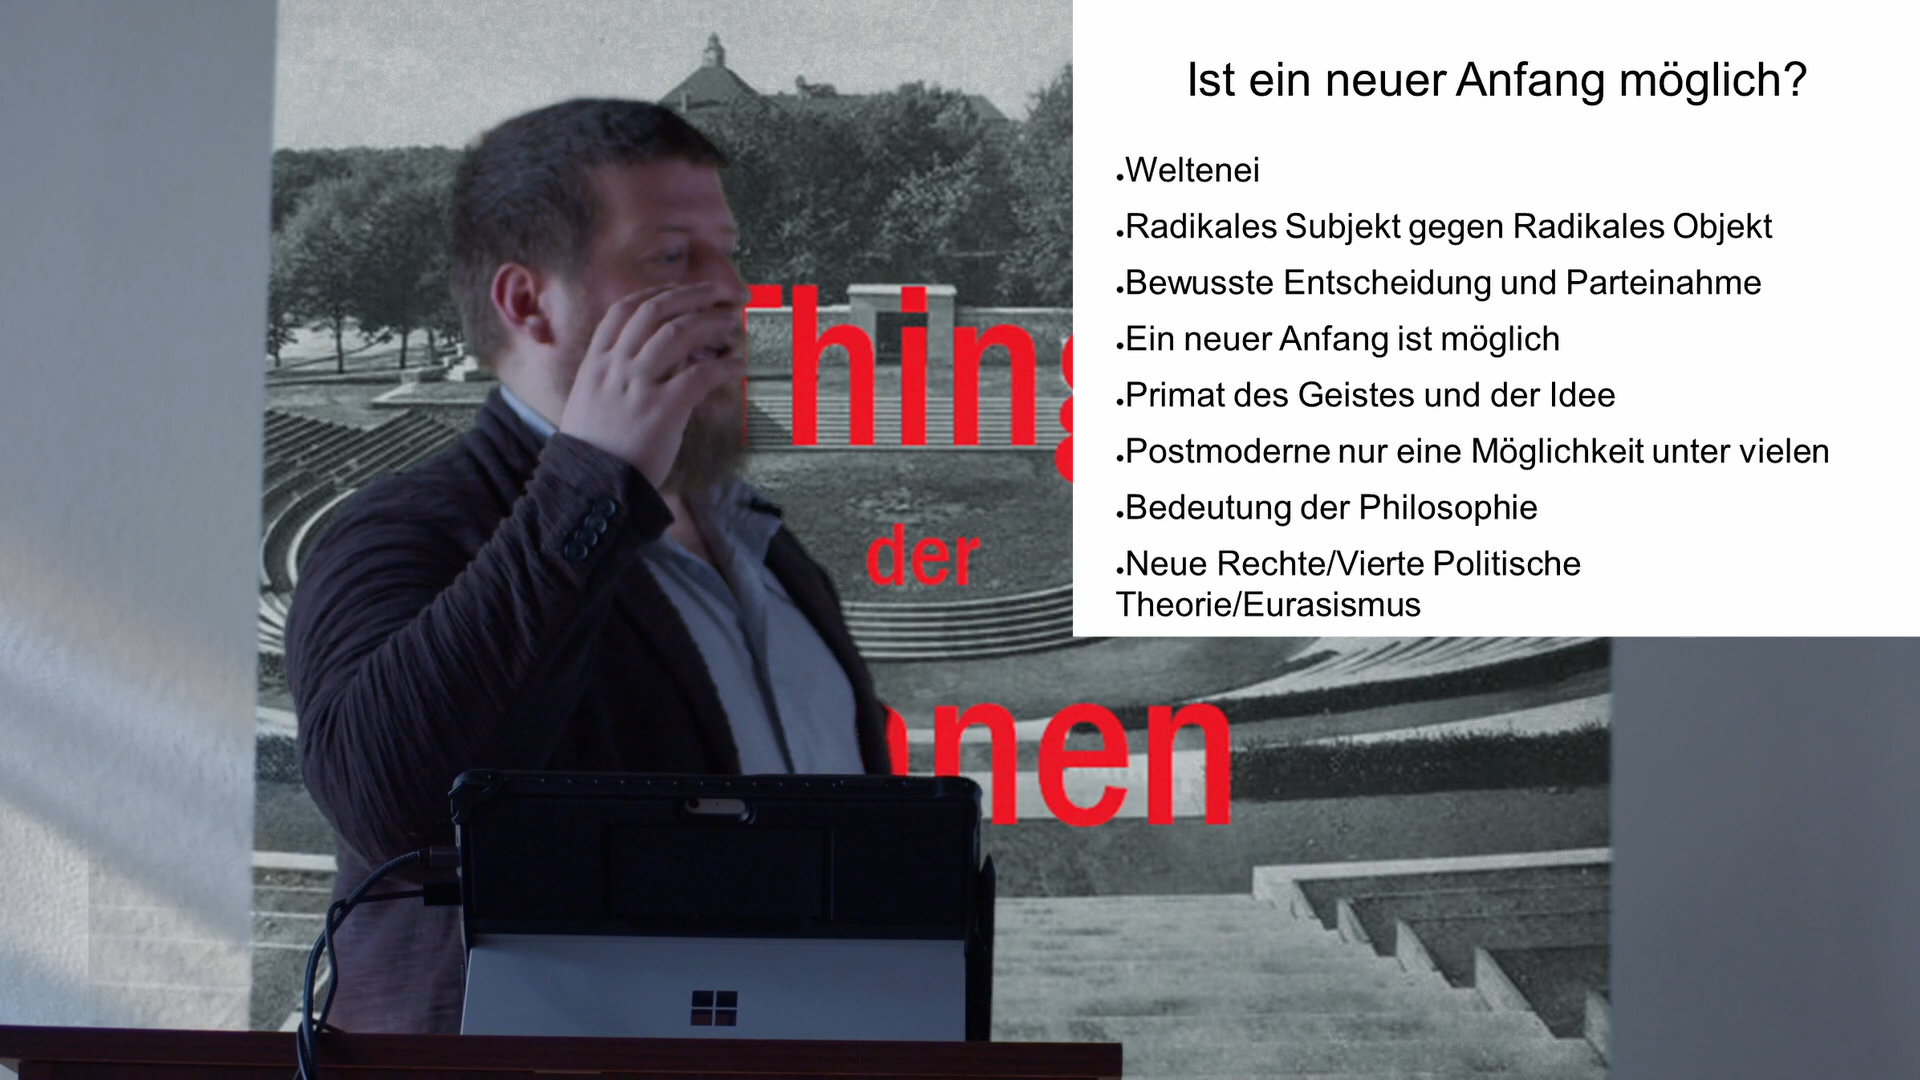 Ist ein neuer Anfang möglich?
•Weltenei
•Radikales Subjekt gegen Radikales Objekt
•Bewusste Entscheidung und Parteinahme
•Ein neuer Anfang ist möglich
•Primat des Geistes und der Idee
•Postmoderne nur eine Möglichkeit unter vielen
•Bedeutung der Philosophie
•Neue Rechte/Vierte Politische
Theorie/Eurasismus
Thing
der